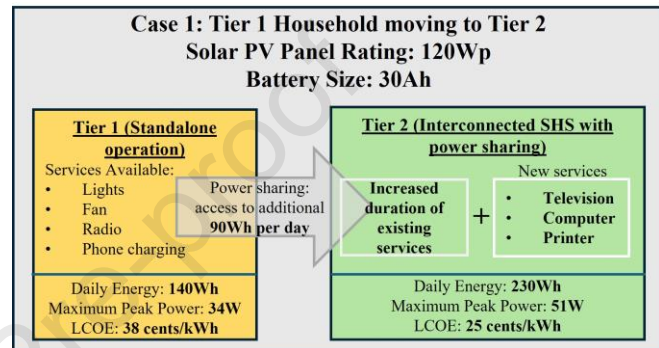 Case 1: Tier 1 Household moving to Tier 2
Solar PV Panel Rating: 120Wp
Battery Size: 30Ah
Tier 1 (Standalone
operation)
Services Available:
• Lights
• Fan
• Radio
• Phone charging
Daily Energy: 140Wh
Maximum Peak Power: 34W
LCOE: 38 cents/kWh
Power sharing:
access to additional
90Wh per day
Tier 2 (Interconnected SHS with
power sharing)
Increased
duration of
existing
services
+
New services
• Television
• Computer
• Printer
Daily Energy: 230Wh
Maximum Peak Power: 51W
LCOE: 25 cents/kWh
re-proof